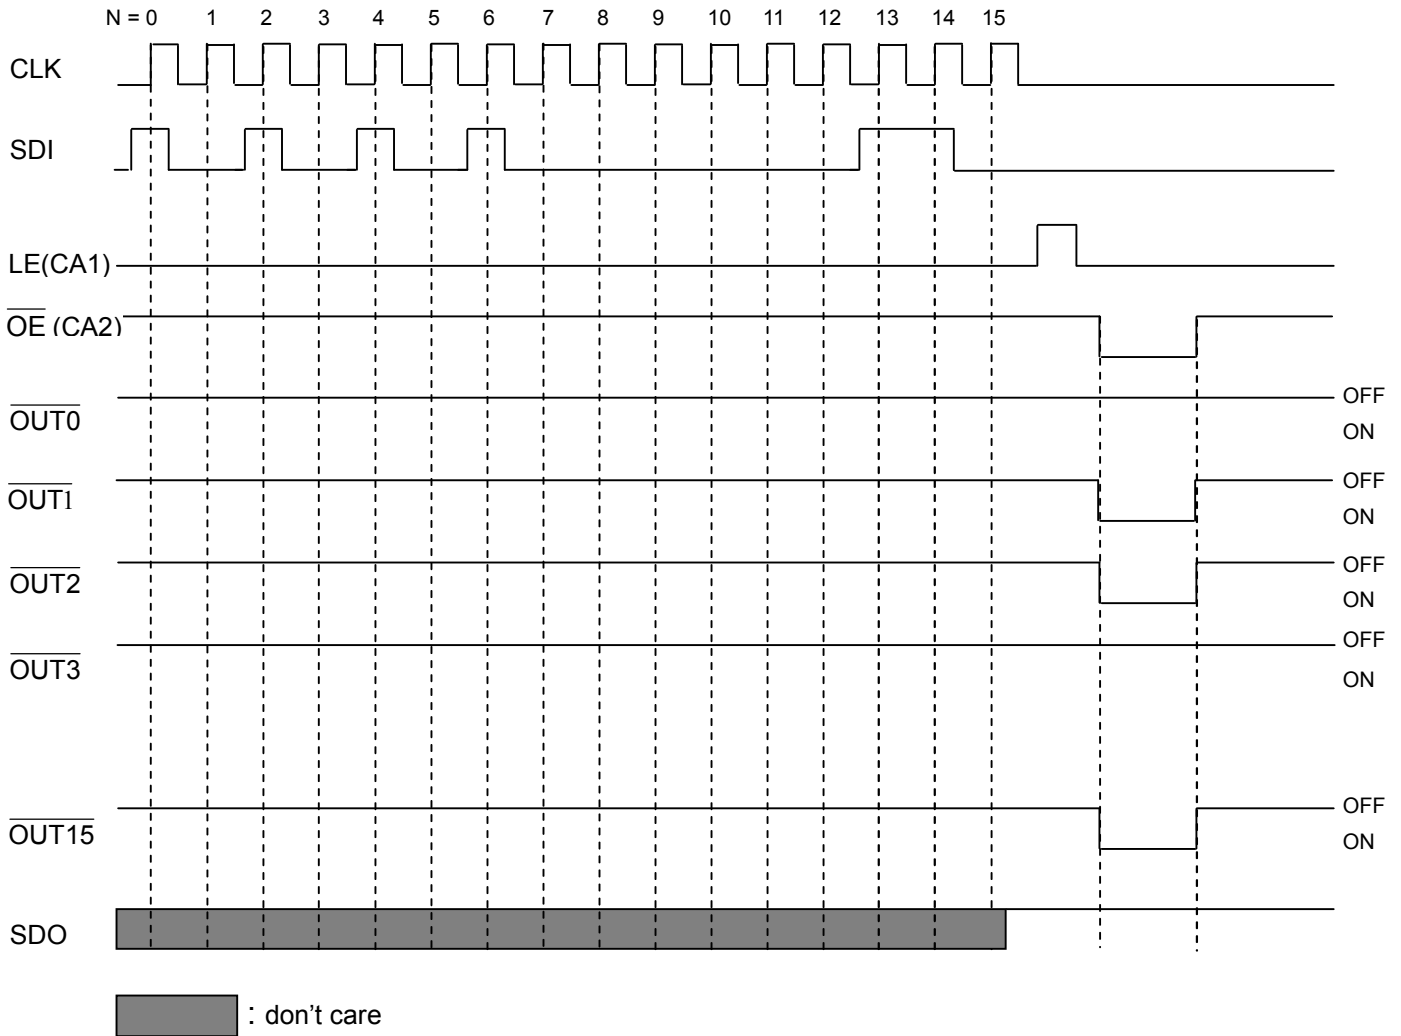 N = 0 1 2 3 4 5 6 7 8 9 10 11 12 13 14 15
CLK
SDI
LE(CA1)
OE (CA2)
OUT0
OFF
ON
OUT1
OFF
ON
OUT2
OFF
ON
OUT3
OFF
ON
OUT15
OFF
ON
SDO
: don't care